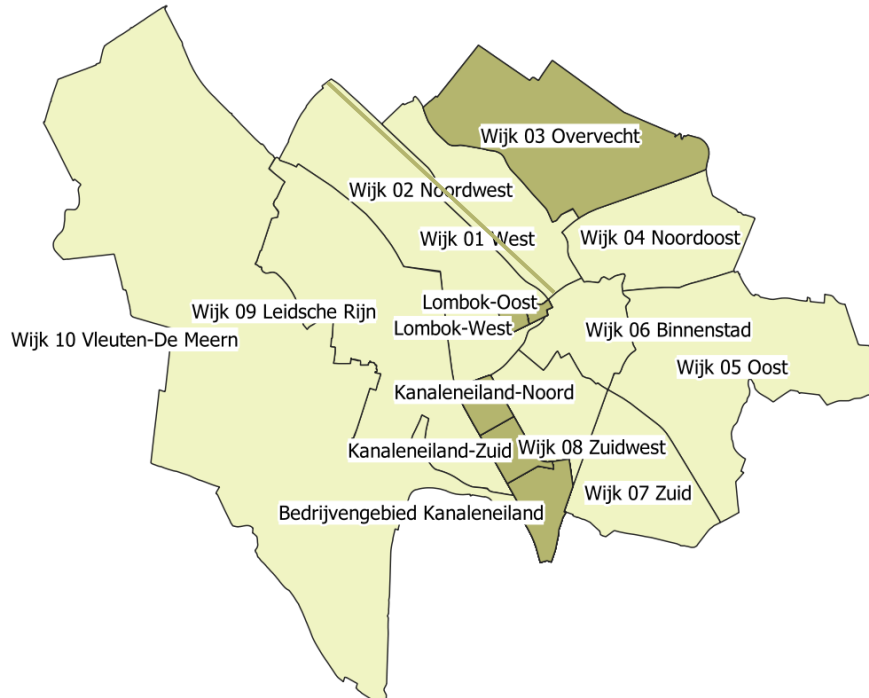 Wijk 03 Overvecht
Wijk 02 Noordwest
Wijk 01 West
Wijk 04 Noordoost
Lombok-Oost
Wijk 09 Leidsche Rijn
Lombok-West
Wijk 06 Binnenstad
Wijk 10 Vleuten-De Meern
Wijk 05 Oost
Kanaleneiland-Noord
Kanaleneiland-Zuid
Wijk 08 Zuidwest
Wijk 07 Zuid
Bedrijvengebied Kanaleneiland